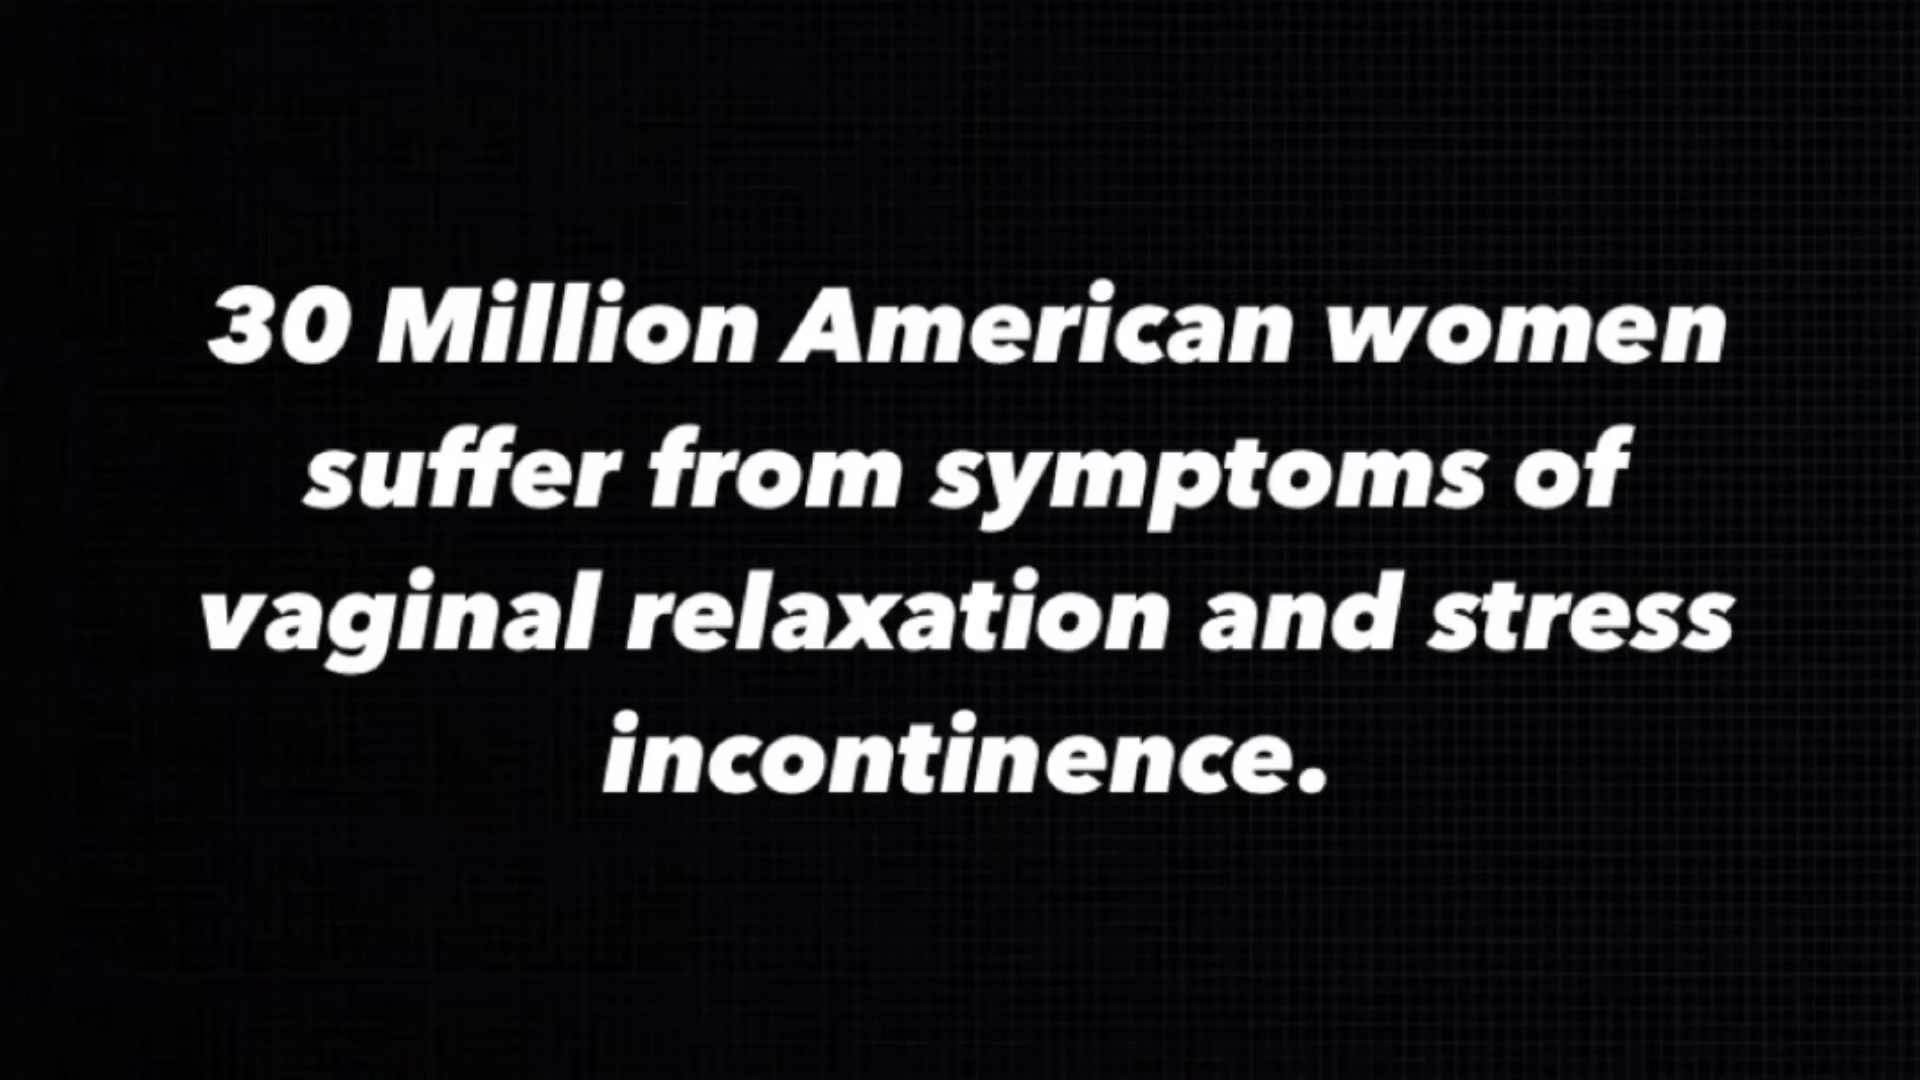 30 Million American women
suffer from symptoms of
vaginal relaxation and stress
incontinence.